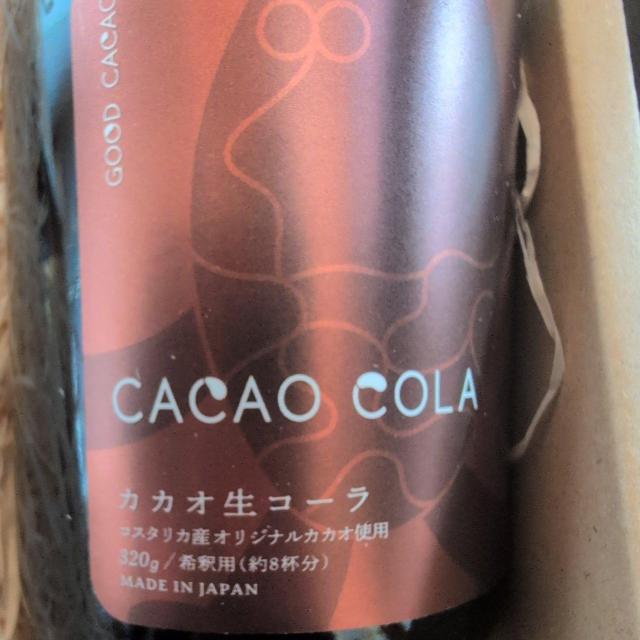 GOOD CACAO
CACAO COLA
カカオ生コーラ
コスタリカ産オリジナルカカオ使用
320g/希釈用(約8杯分)
MADE IN JAPAN